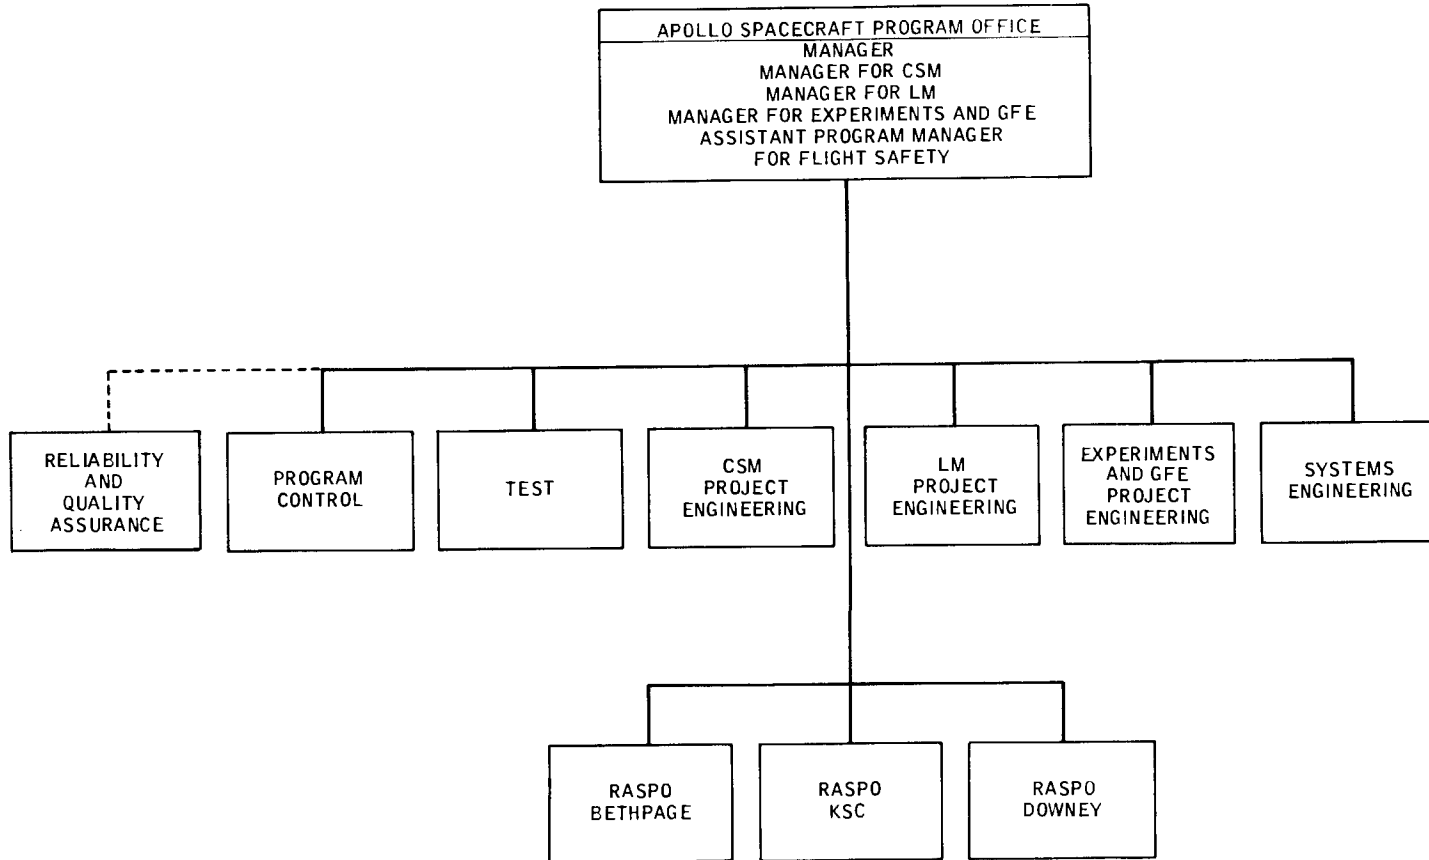 APOLLO SPACECRAFT PROGRAM OFFICE
MANAGER
MANAGER FOR CSM
MANAGER FOR LM
MANAGER FOR EXPERIMENTS AND GFE
ASSISTANT PROGRAM MANAGER
FOR FLIGHT SAFETY
RELIABILITY
AND
QUALITY
ASSURANCE
PROGRAM
CONTROL
TEST
CSM
PROJECT
ENGINEERING
LM
PROJECT
ENGINEERING
EXPERIMENTS
AND GFE
PROJECT
ENGINEERING
SYSTEMS
ENGINEERING
RASPO
BETHPAGE
RASPO
KSC
RASPO
DOWNEY